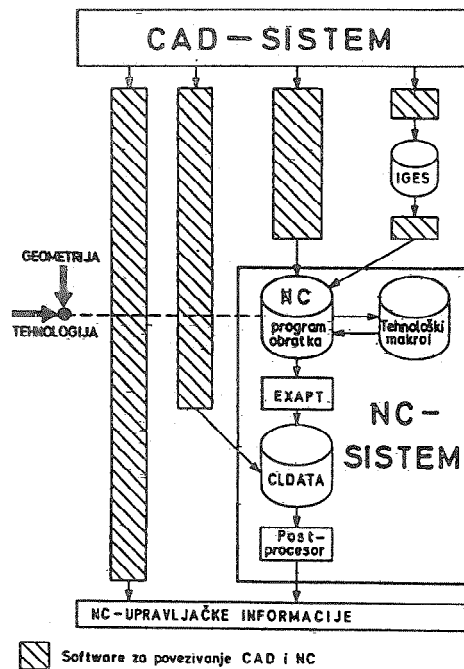 CAD-SISTEM
IGES
GEOMETRIJA
TEHNOLOGIJA
NC
program
obratka
Tehnološki
makroi
EXAPT
NC-
SISTEM
CLDATA
Post-
procesor
NC-UPRAVLJAČKE INFORMACIJE
Software za povezivanje CAD i NC